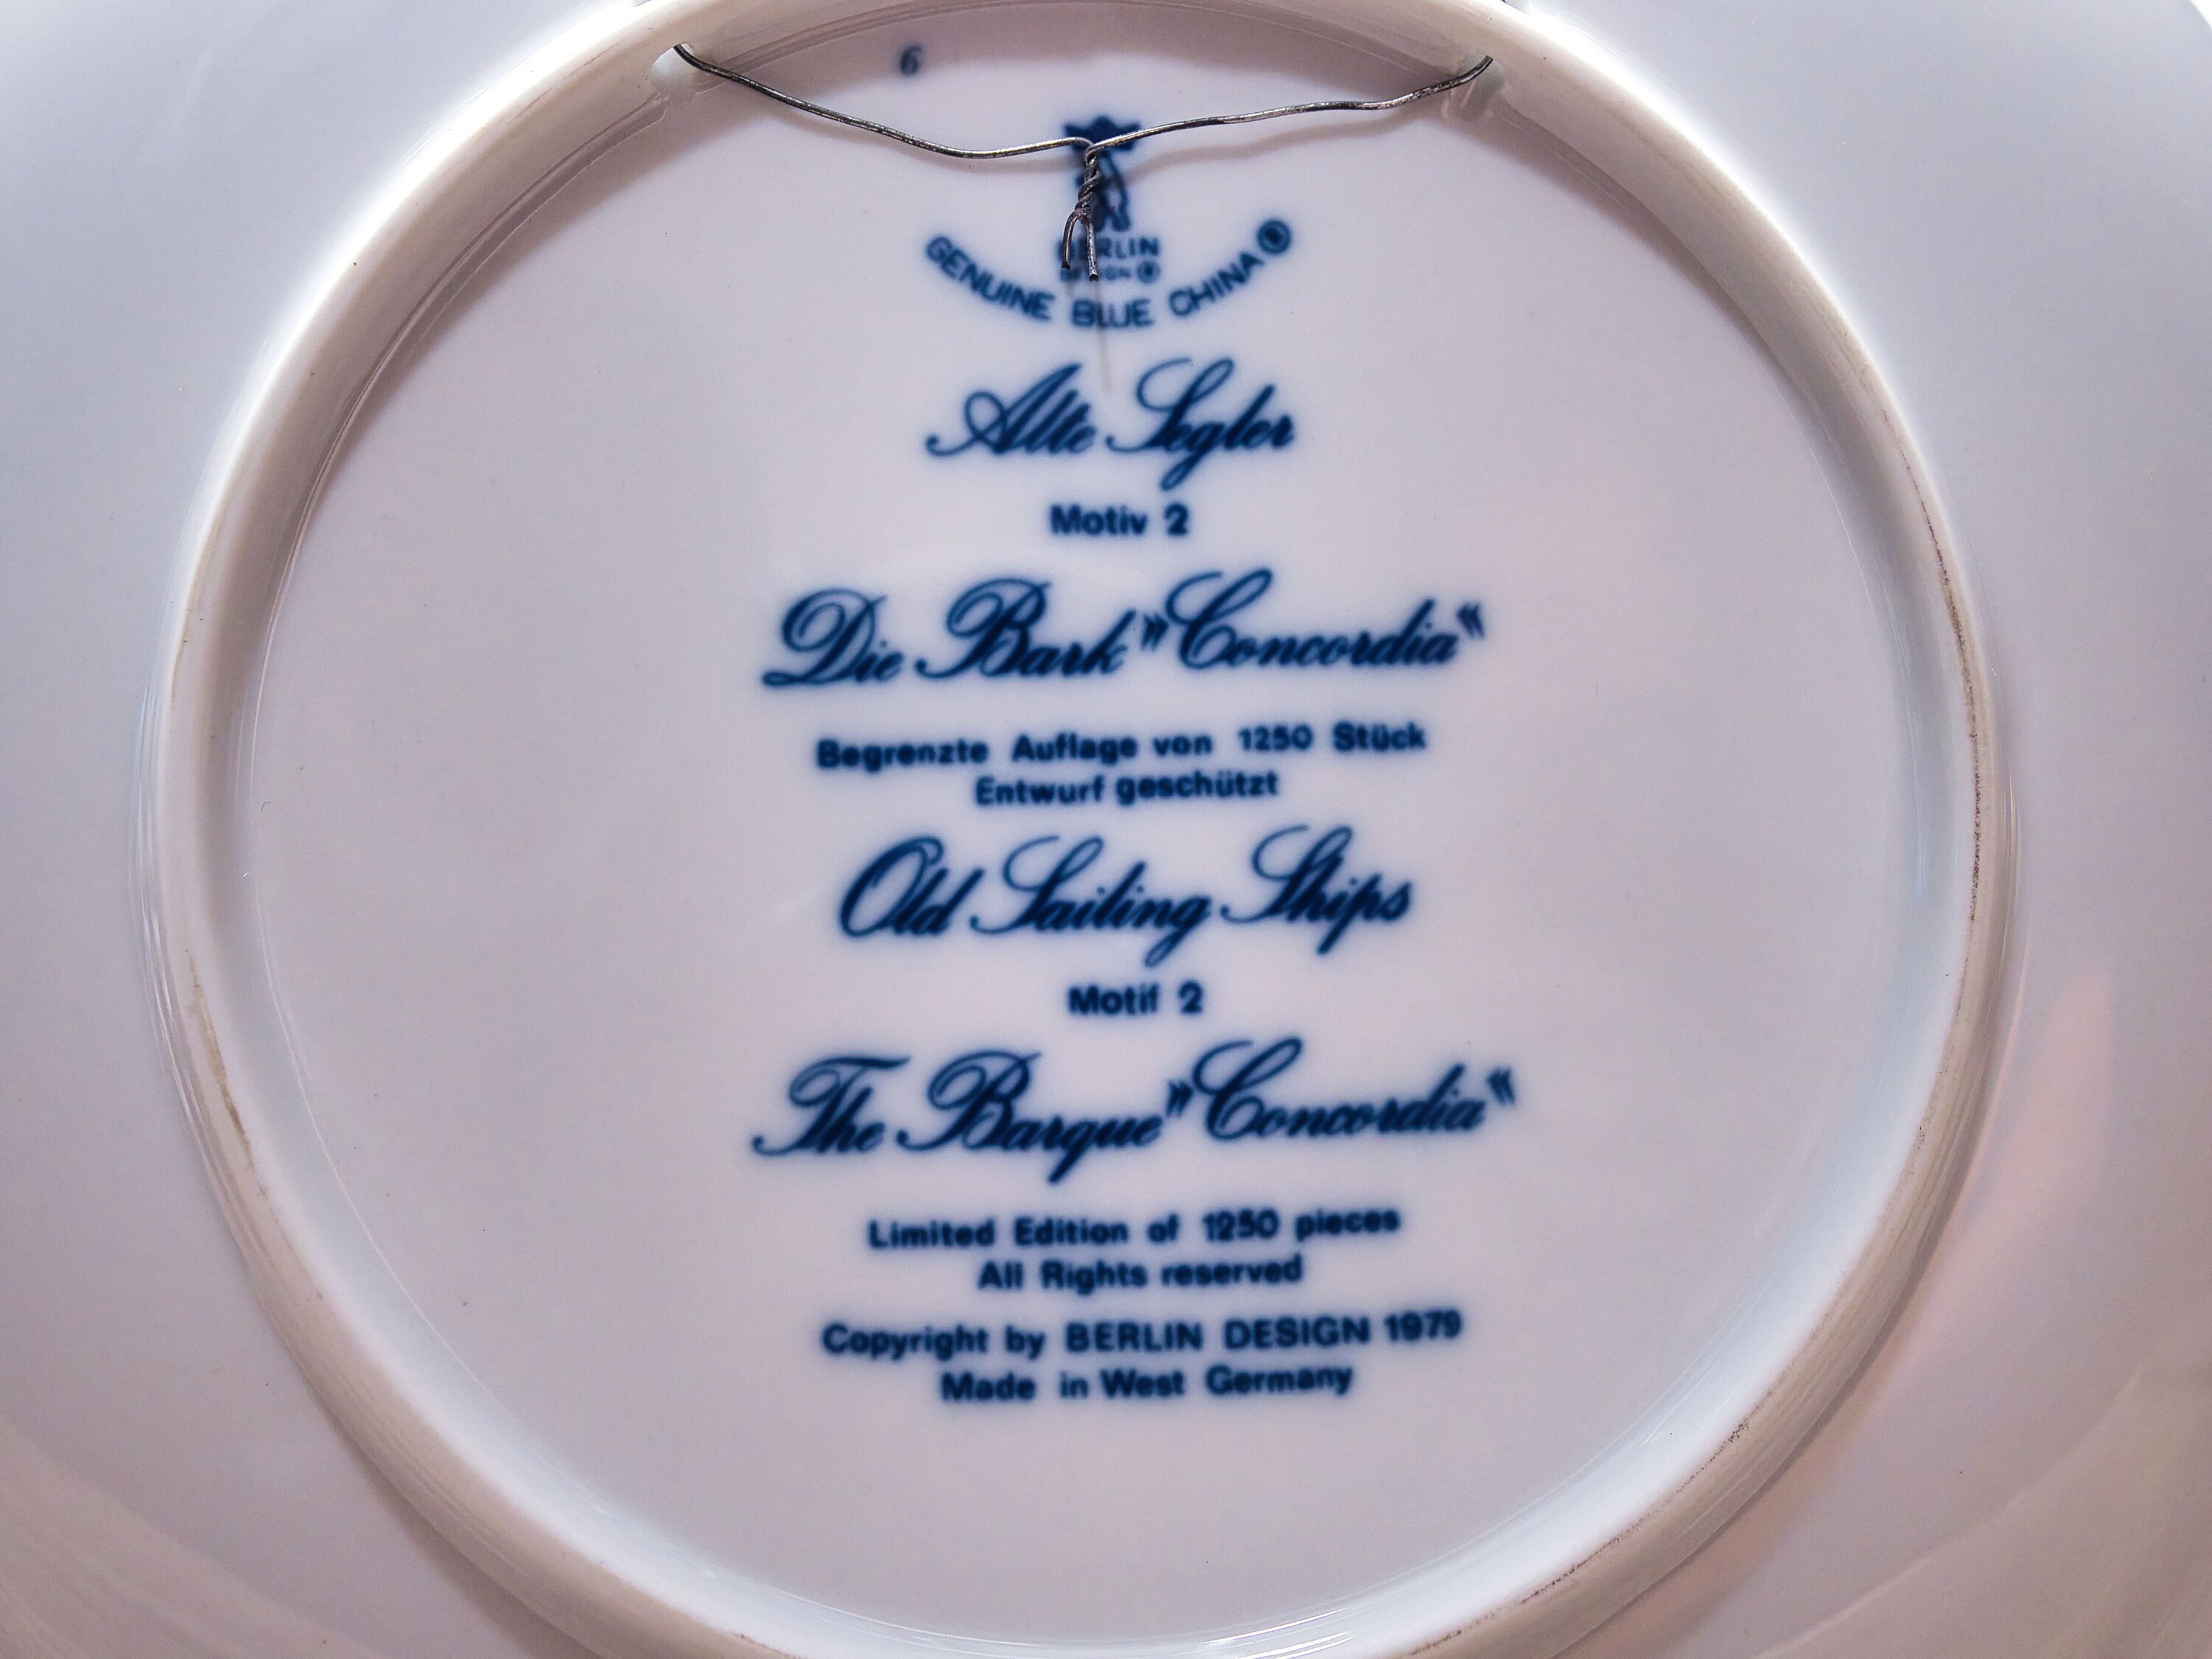 6
BERLIN
DESIGN ®
GENUINE BLUE CHINA ®
Alte Segler
Motiv 2
Die Bark "Concordia"
Begrenzte Auflage von 1250 Stück
Entwurf geschützt
Old Sailing Ships
Motif 2
The Barque "Concordia"
Limited Edition of 1250 pieces
All Rights reserved
Copyright by BERLIN DESIGN 1979
Made in West Germany